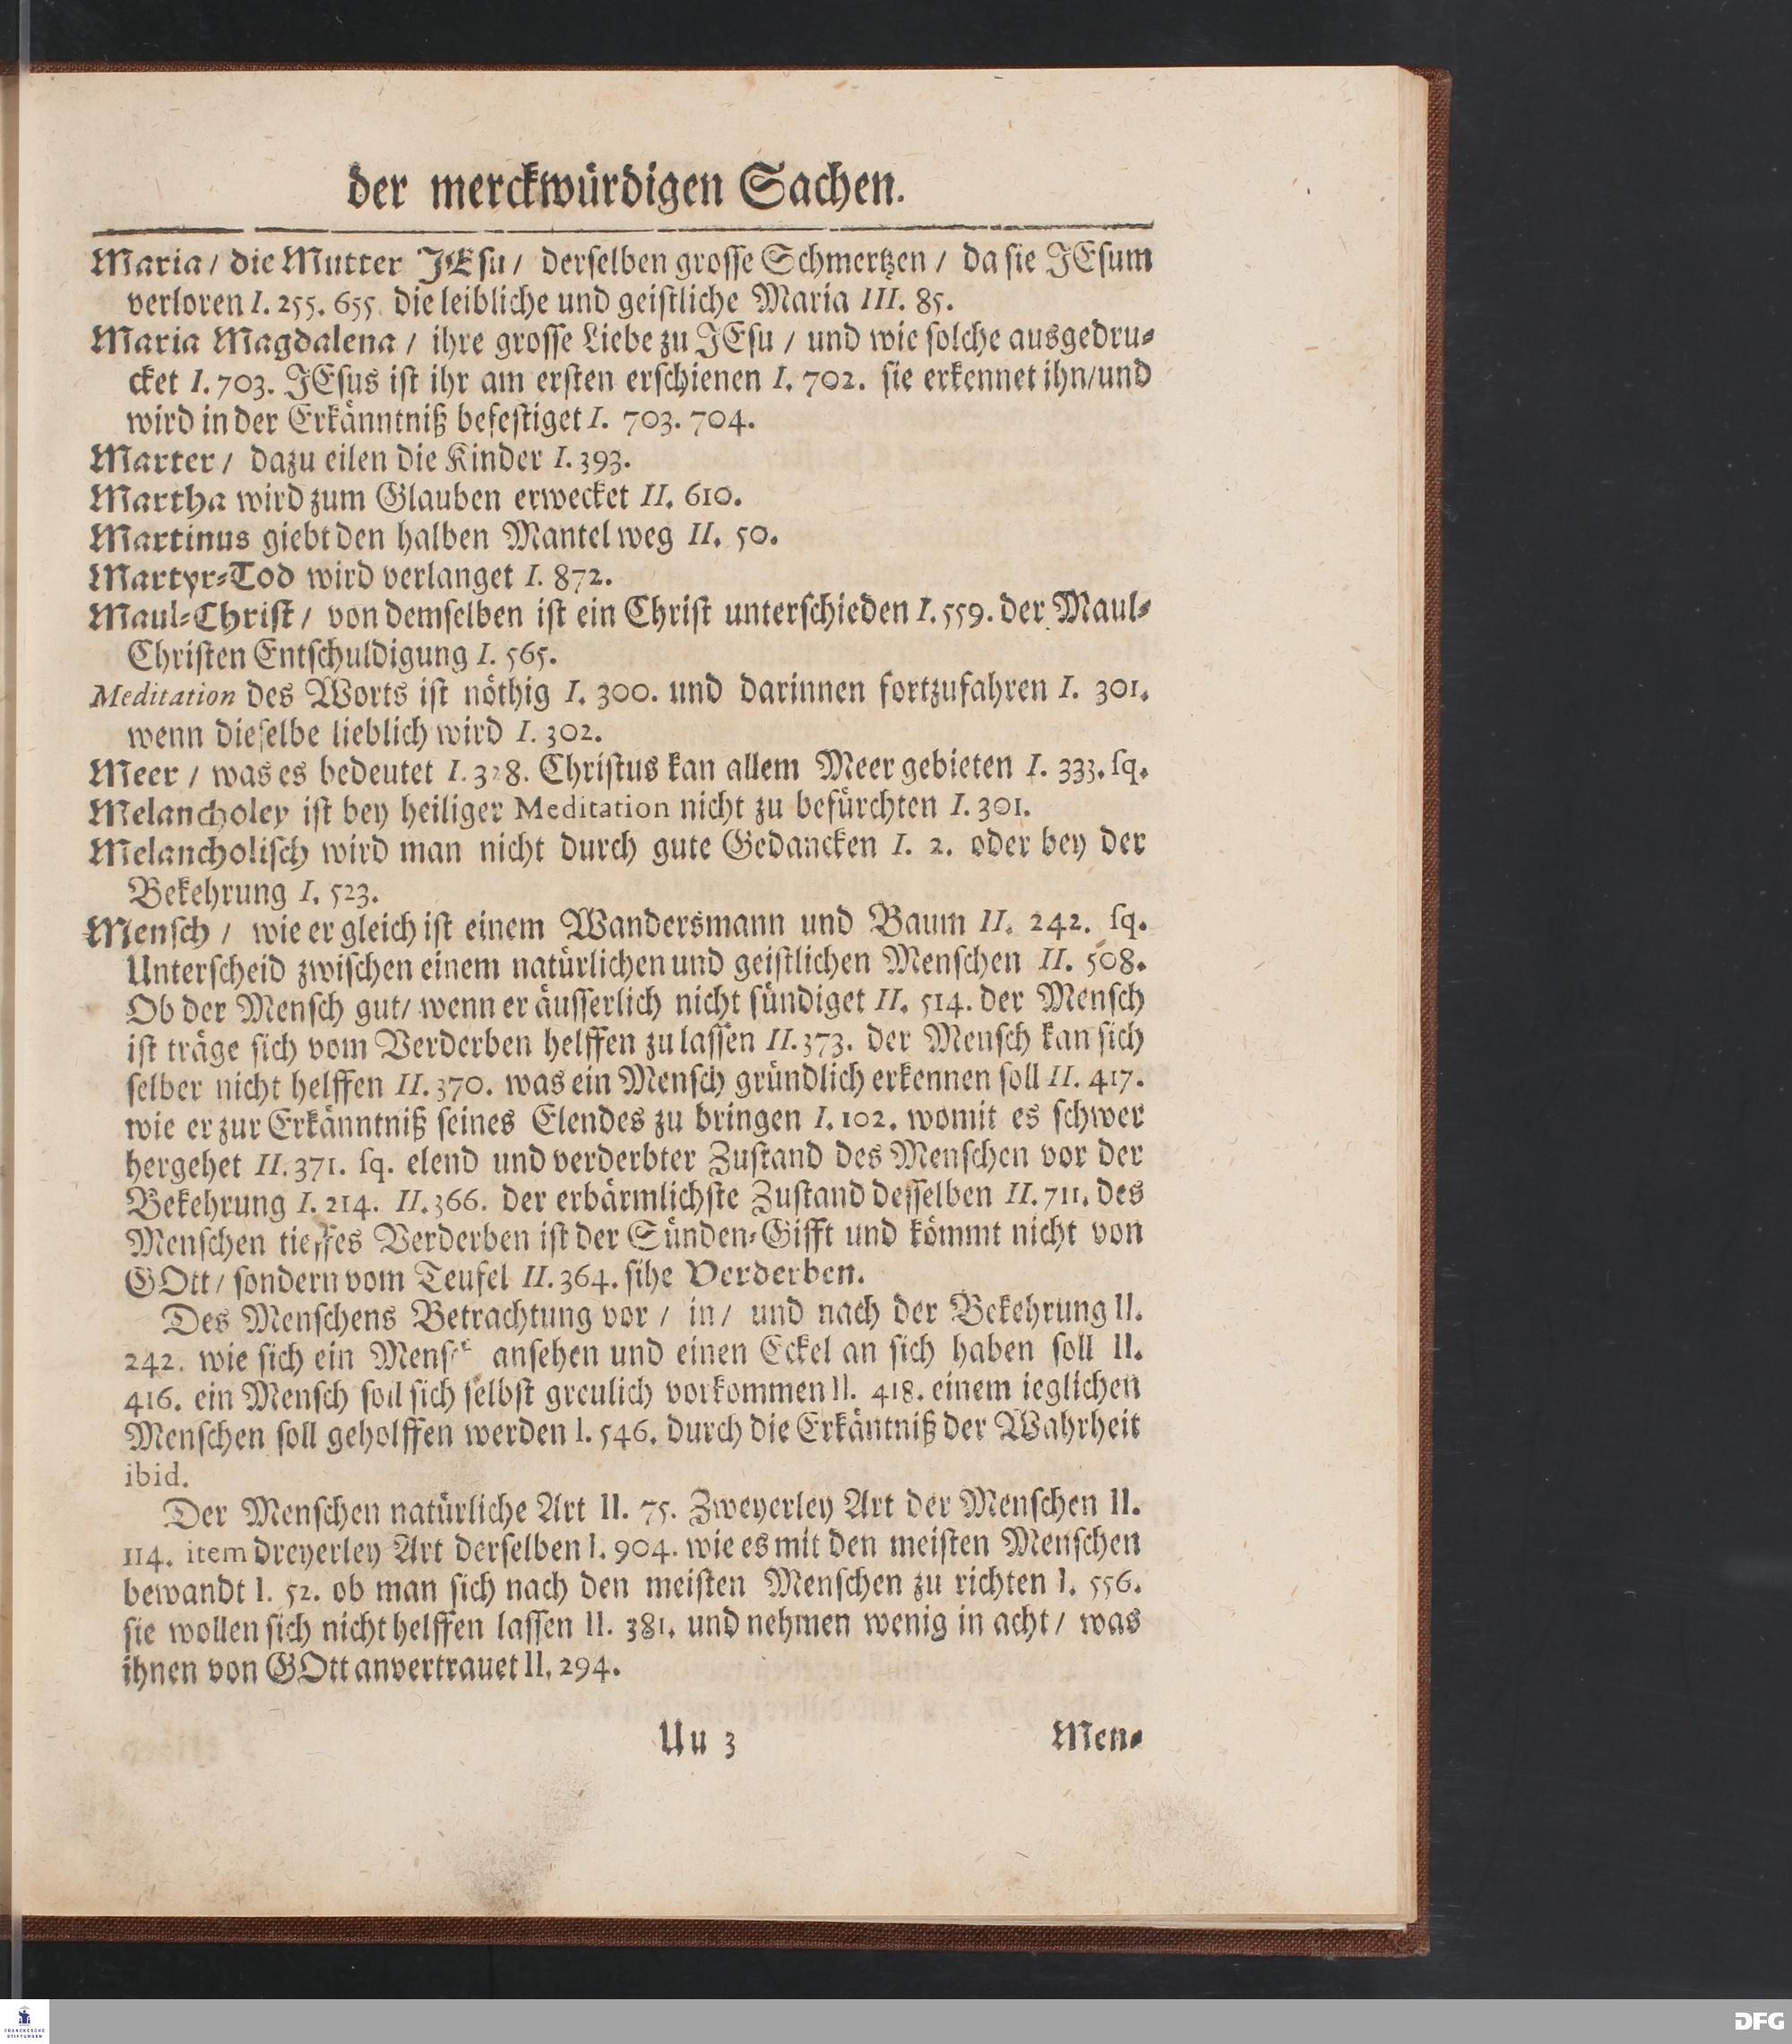 der merckwürdigen Sachen.
Maria / die Mutter JEsu / derselben grosse Schmertzen / da sie JEsum
verloren I. 255. 655. die leibliche und geistliche Maria III. 85.
Maria Magdalena / ihre grosse Liebe zu JEsu / und wie solche ausgedru-
cket I. 703. JEsus ist ihr am ersten erschienen I. 702. sie erkennet ihn/und
wird in der Erkänntniß befestiget I. 703. 704.
Marter / dazu eilen die Kinder I. 393.
Martha wird zum Glauben erwecket II. 610.
Martinus giebt den halben Mantel weg II. 50.
Martyr-Tod wird verlanget I. 872.
Maul-Christ / von demselben ist ein Christ unterschieden I. 559. der Maul-
Christen Entschuldigung I. 565.
Meditation des Worts ist nöthig I. 300. und darinnen fortzufahren I. 301.
wenn dieselbe lieblich wird I. 302.
Meer / was es bedeutet I. 328. Christus kan allem Meer gebieten I. 333. sq.
Melancholey ist bey heiliger Meditation nicht zu befürchten I. 301.
Melancholisch wird man nicht durch gute Gedancken I. 2. oder bey der
Bekehrung I. 523.
Mensch / wie er gleich ist einem Wandersmann und Baum II. 242. sq.
Unterscheid zwischen einem natürlichen und geistlichen Menschen II. 508.
Ob der Mensch gut/ wenn er äusserlich nicht sündiget II. 514. der Mensch
ist träge sich vom Verderben helffen zu lassen II. 373. der Mensch kan sich
selber nicht helffen II. 370. was ein Mensch gründlich erkennen soll II. 417.
wie er zur Erkänntniß seines Elendes zu bringen I. 102. womit es schwer
hergehet II. 371. sq. elend und verderbter Zustand des Menschen vor der
Bekehrung I. 214. II. 366. der erbärmlichste Zustand desselben II. 711. des
Menschen tieffes Verderben ist der Sünden-Gifft und kömmt nicht von
GOtt / sondern vom Teufel II. 364. sihe Verderben.
Des Menschens Betrachtung vor / in / und nach der Bekehrung II.
242. wie sich ein Mensch ansehen und einen Eckel an sich haben soll II.
416. ein Mensch soll sich selbst greulich vorkommen II. 418. einem ieglichen
Menschen soll geholffen werden I. 546. durch die Erkäntniß der Wahrheit
ibid.
Der Menschen natürliche Art II. 75. Zweyerley Art der Menschen II.
114. item dreyerley Art derselben I. 904. wie es mit den meisten Menschen
bewandt I. 52. ob man sich nach den meisten Menschen zu richten I. 556.
sie wollen sich nicht helffen lassen II. 381. und nehmen wenig in acht / was
ihnen von GOtt anvertrauet II. 294.
Uu 3
Men-
FRANCKESCHE
STIFTUNGEN
DFG